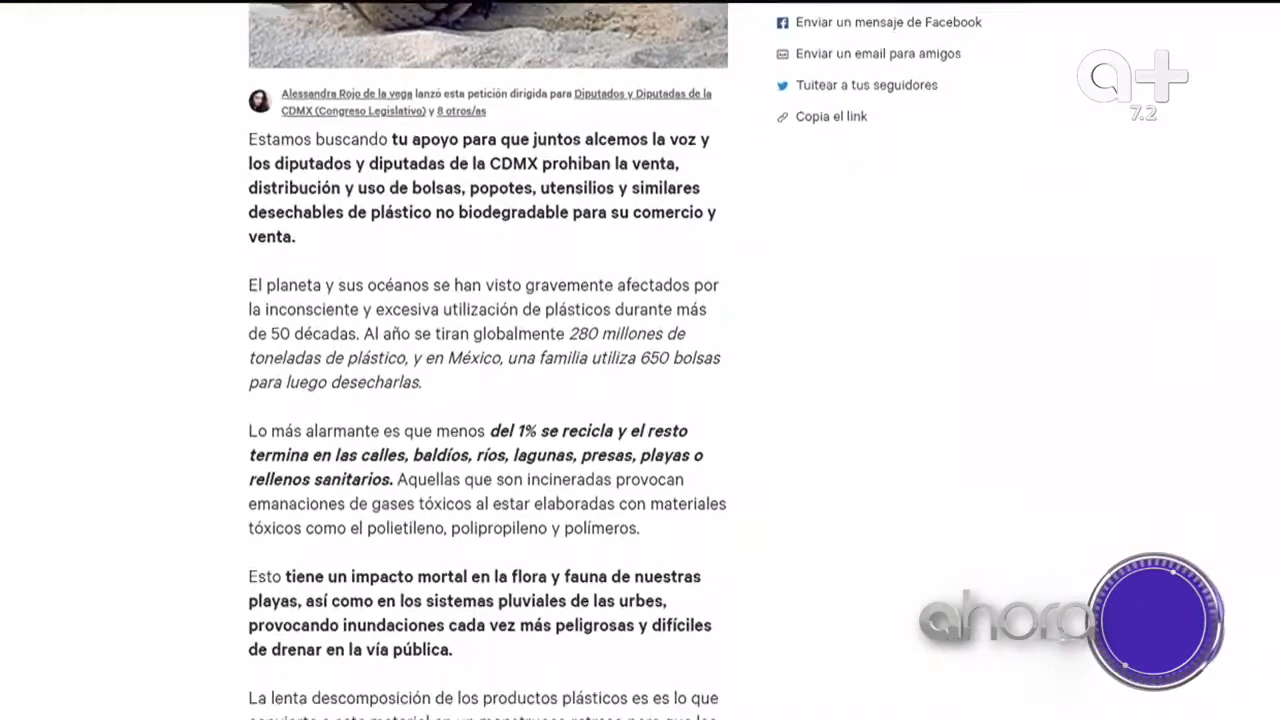 Enviar un mensaje de Facebook
Enviar un email para amigos
Tuitear a tus seguidores
Copia el link
a+
7.2
Alessandra Rojo de la vega lanzó esta petición dirigida para Diputados y Diputadas de la
CDMX (Congreso Legislativo) y 8 otros/as
Estamos buscando tu apoyo para que juntos alcemos la voz y
los diputados y diputadas de la CDMX prohiban la venta,
distribución y uso de bolsas, popotes, utensilios y similares
desechables de plástico no biodegradable para su comercio y
venta.
El planeta y sus océanos se han visto gravemente afectados por
la inconsciente y excesiva utilización de plásticos durante más
de 50 décadas. Al año se tiran globalmente 280 millones de
toneladas de plástico, y en México, una familia utiliza 650 bolsas
para luego desecharlas.
Lo más alarmante es que menos del 1% se recicla y el resto
termina en las calles, baldíos, ríos, lagunas, presas, playas o
rellenos sanitarios. Aquellas que son incineradas provocan
emanaciones de gases tóxicos al estar elaboradas con materiales
tóxicos como el polietileno, polipropileno y polímeros.
Esto tiene un impacto mortal en la flora y fauna de nuestras
playas, así como en los sistemas pluviales de las urbes,
provocando inundaciones cada vez más peligrosas y difíciles
de drenar en la vía pública.
La lenta descomposición de los productos plásticos es es lo que
ahora